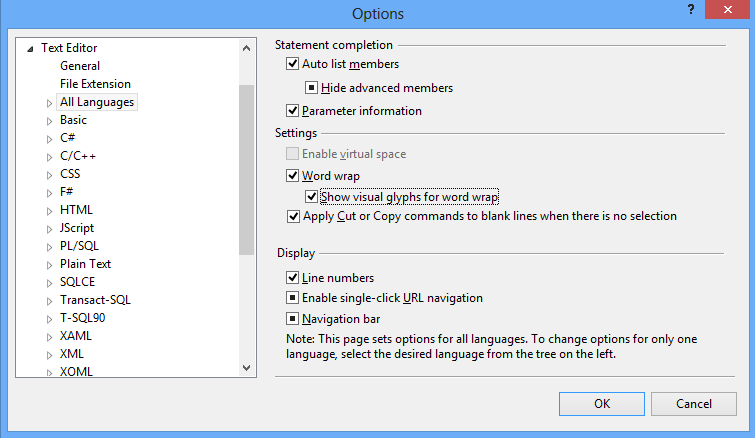 Options
?
Text Editor
General
File Extension
All Languages
Basic
C#
C/C++
CSS
F#
HTML
JScript
PL/SQL
Plain Text
SQLCE
Transact-SQL
T-SQL90
XAML
XML
XOML
Statement completion
Auto list members
Hide advanced members
Parameter information
Settings
Enable virtual space
Word wrap
Show visual glyphs for word wrap
Apply Cut or Copy commands to blank lines when there is no selection
Display
Line numbers
Enable single-click URL navigation
Navigation bar
Note: This page sets options for all languages. To change options for only one
language, select the desired language from the tree on the left.
OK
Cancel